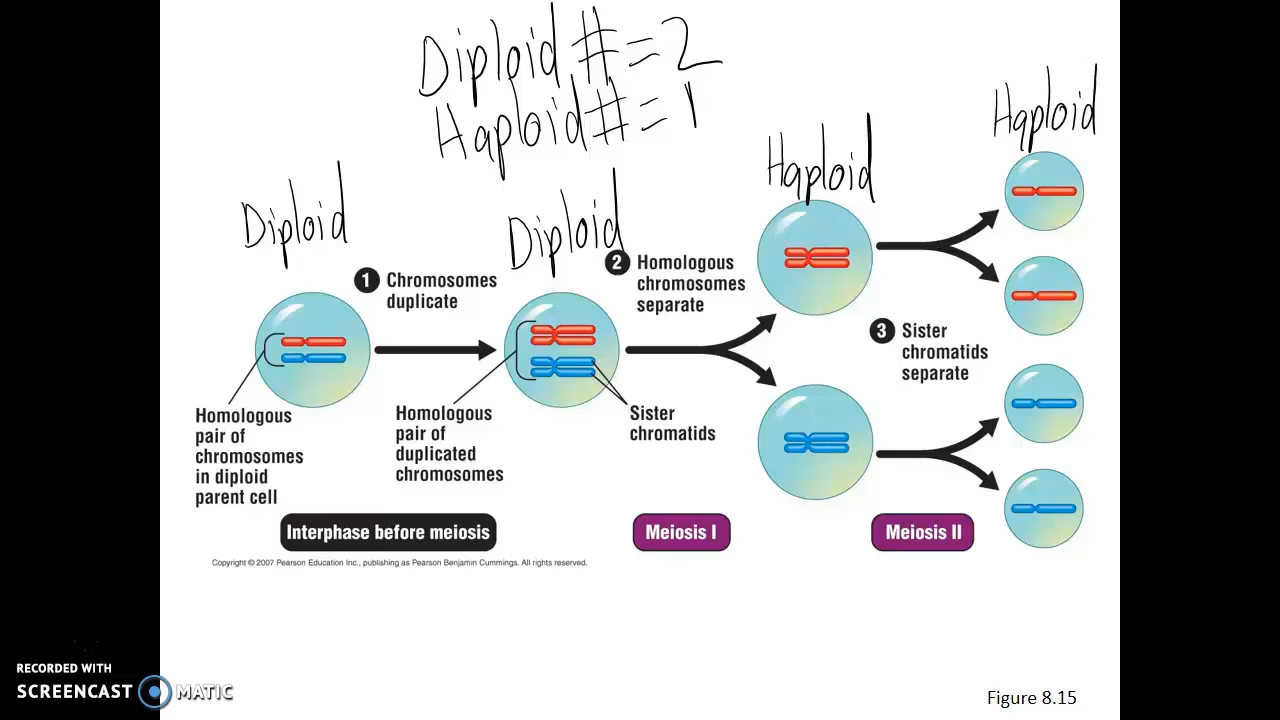 Diploid # = 2
Haploid # = 1
Diploid
Diploid
Haploid
Haploid
1 Chromosomes
duplicate
2 Homologous
chromosomes
separate
3 Sister
chromatids
separate
Homologous
pair of
chromosomes
in diploid
parent cell
Homologous
pair of
duplicated
chromosomes
Sister
chromatids
Interphase before meiosis
Meiosis I
Meiosis II
Copyright © 2007 Pearson Education Inc., publishing as Pearson Benjamin Cummings. All rights reserved.
RECORDED WITH
SCREENCAST MATIC
Figure 8.15